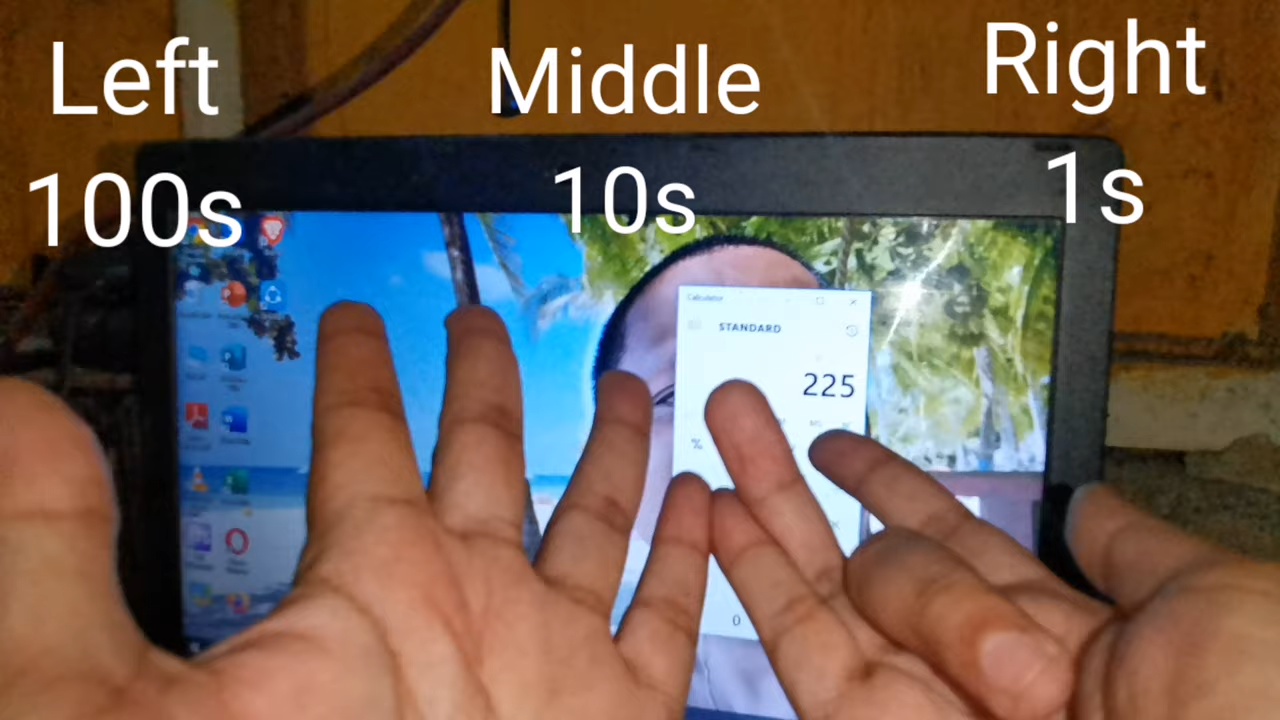 Left
Middle
Right
100s
10s
1s
Calculator
STANDARD
225
%
0